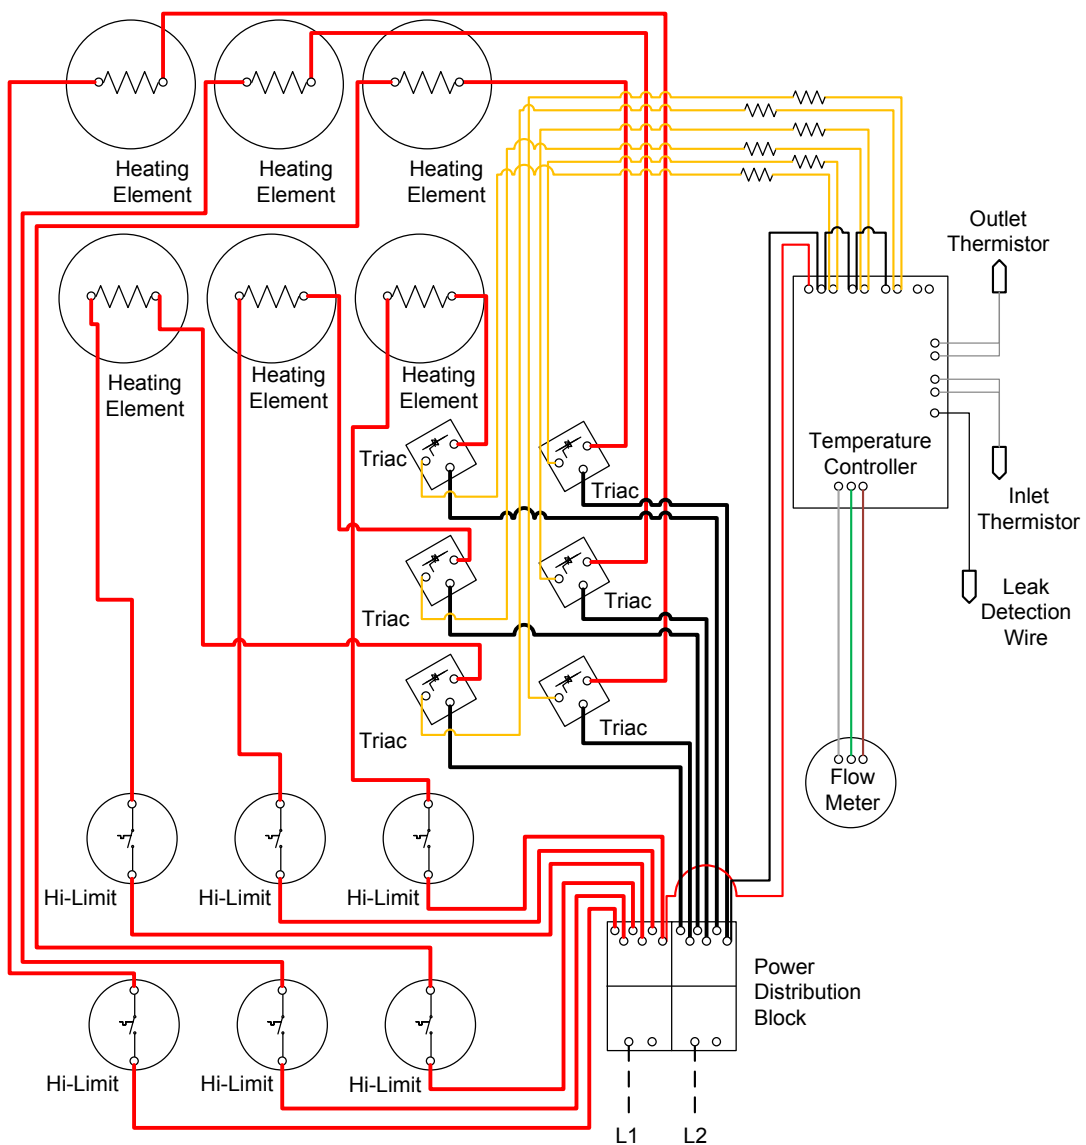 Heating
Element
Heating
Element
Heating
Element
Outlet
Thermistor
Heating
Element
Heating
Element
Heating
Element
Triac
Triac
Temperature
Controller
Inlet
Thermistor
Triac
Triac
Leak
Detection
Wire
Triac
Triac
Flow
Meter
Hi-Limit
Hi-Limit
Hi-Limit
Power
Distribution
Block
Hi-Limit
Hi-Limit
Hi-Limit
L1
L2